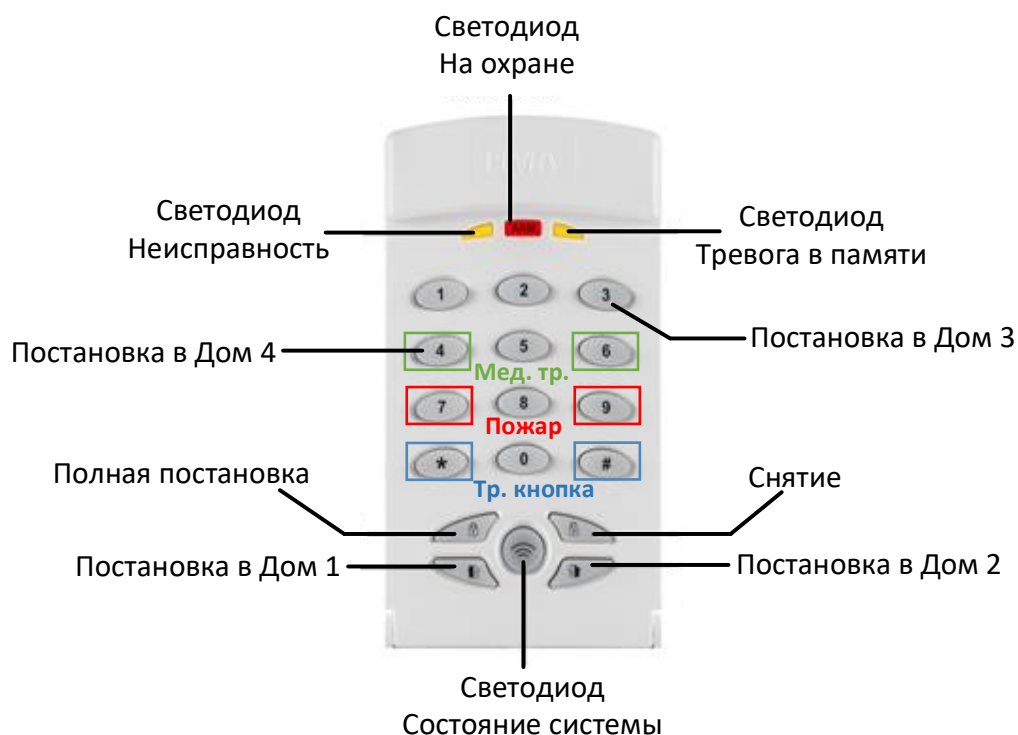 Светодиод
На охране
Светодиод
Неисправность
Светодиод
Тревога в памяти
ARM
1 2 3
Постановка в Дом 3
Постановка в Дом 4
4 5 6
Мед. тр.
7 8 9
Пожар
* 0 #
Тр. кнопка
Полная постановка
Снятие
Постановка в Дом 1
Постановка в Дом 2
Светодиод
Состояние системы